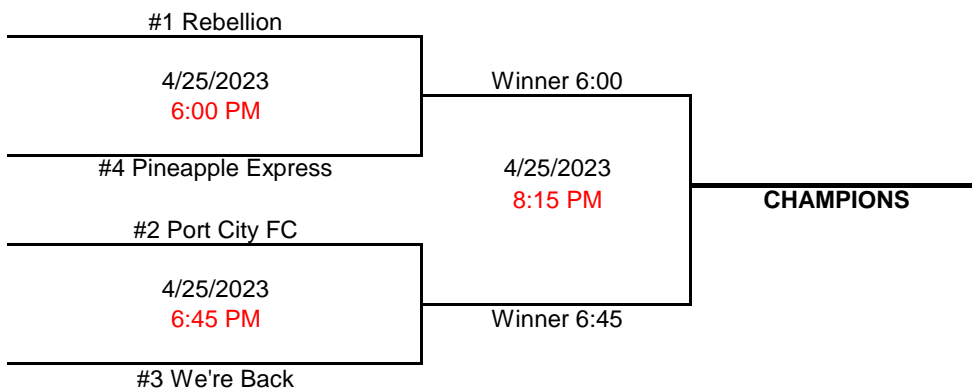 #1 Rebellion
4/25/2023
6:00 PM
#4 Pineapple Express
Winner 6:00
4/25/2023
8:15 PM
CHAMPIONS
#2 Port City FC
4/25/2023
6:45 PM
#3 We're Back
Winner 6:45